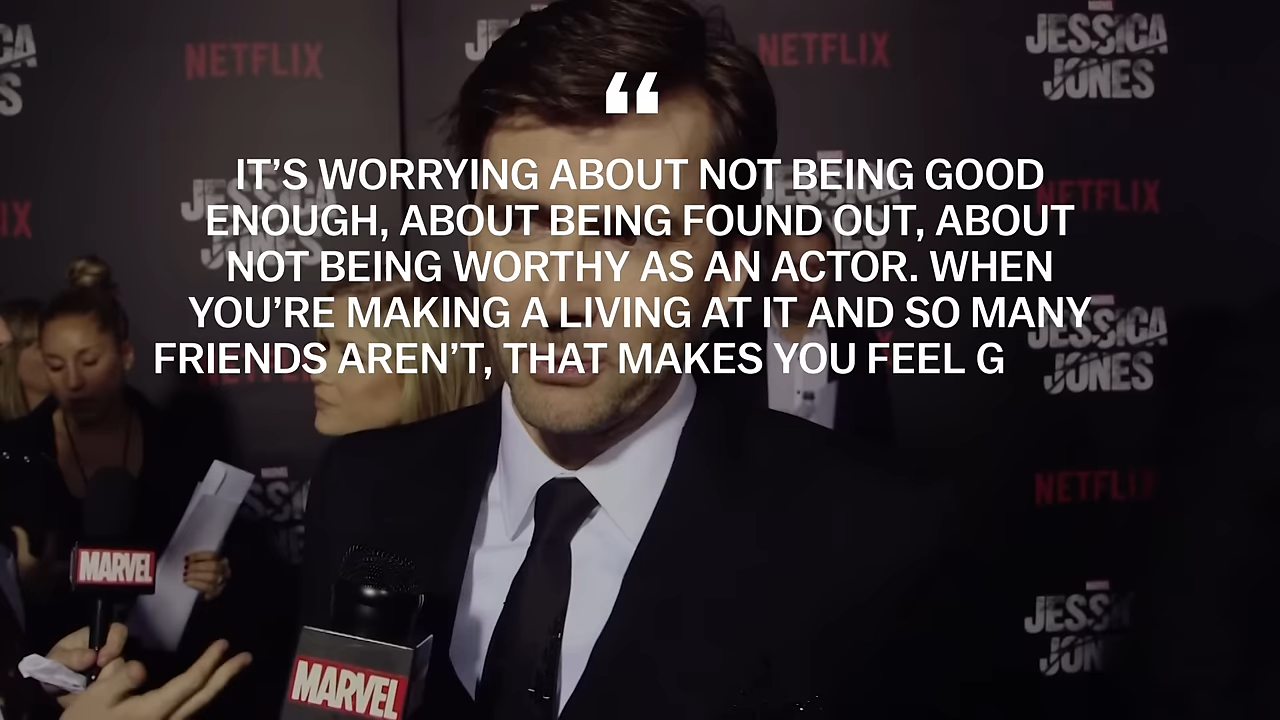 NETFLIX
NETFLIX
JESSICA
JONES
“
IT’S WORRYING ABOUT NOT BEING GOOD
ENOUGH, ABOUT BEING FOUND OUT, ABOUT
NOT BEING WORTHY AS AN ACTOR. WHEN
YOU’RE MAKING A LIVING AT IT AND SO MANY
FRIENDS AREN’T, THAT MAKES YOU FEEL G
JESSICA
JONES
NETFLIX
JESSICA
JONES
NETFLIX
MARVEL
MARVEL